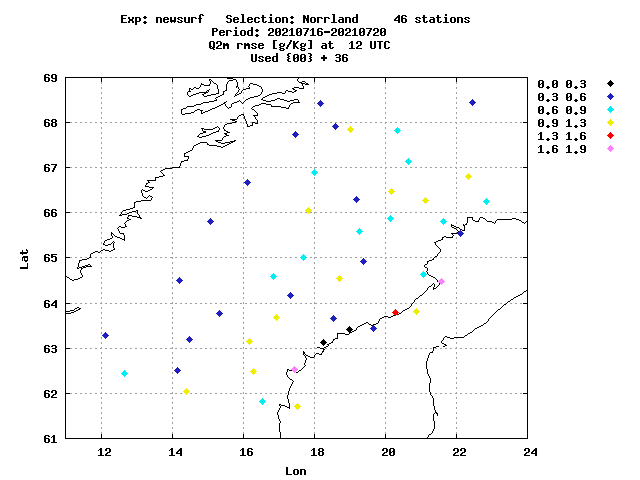 Exp: newsurf   Selection: Norrland     46 stations
Period: 20210716-20210720
Q2m rmse [g/Kg] at  12 UTC
Used {00} + 36
69
68
67
66
65
64
63
62
61
Lat
12 14 16 18 20 22 24
Lon
0.0 0.3
0.3 0.6
0.6 0.9
0.9 1.3
1.3 1.6
1.6 1.9